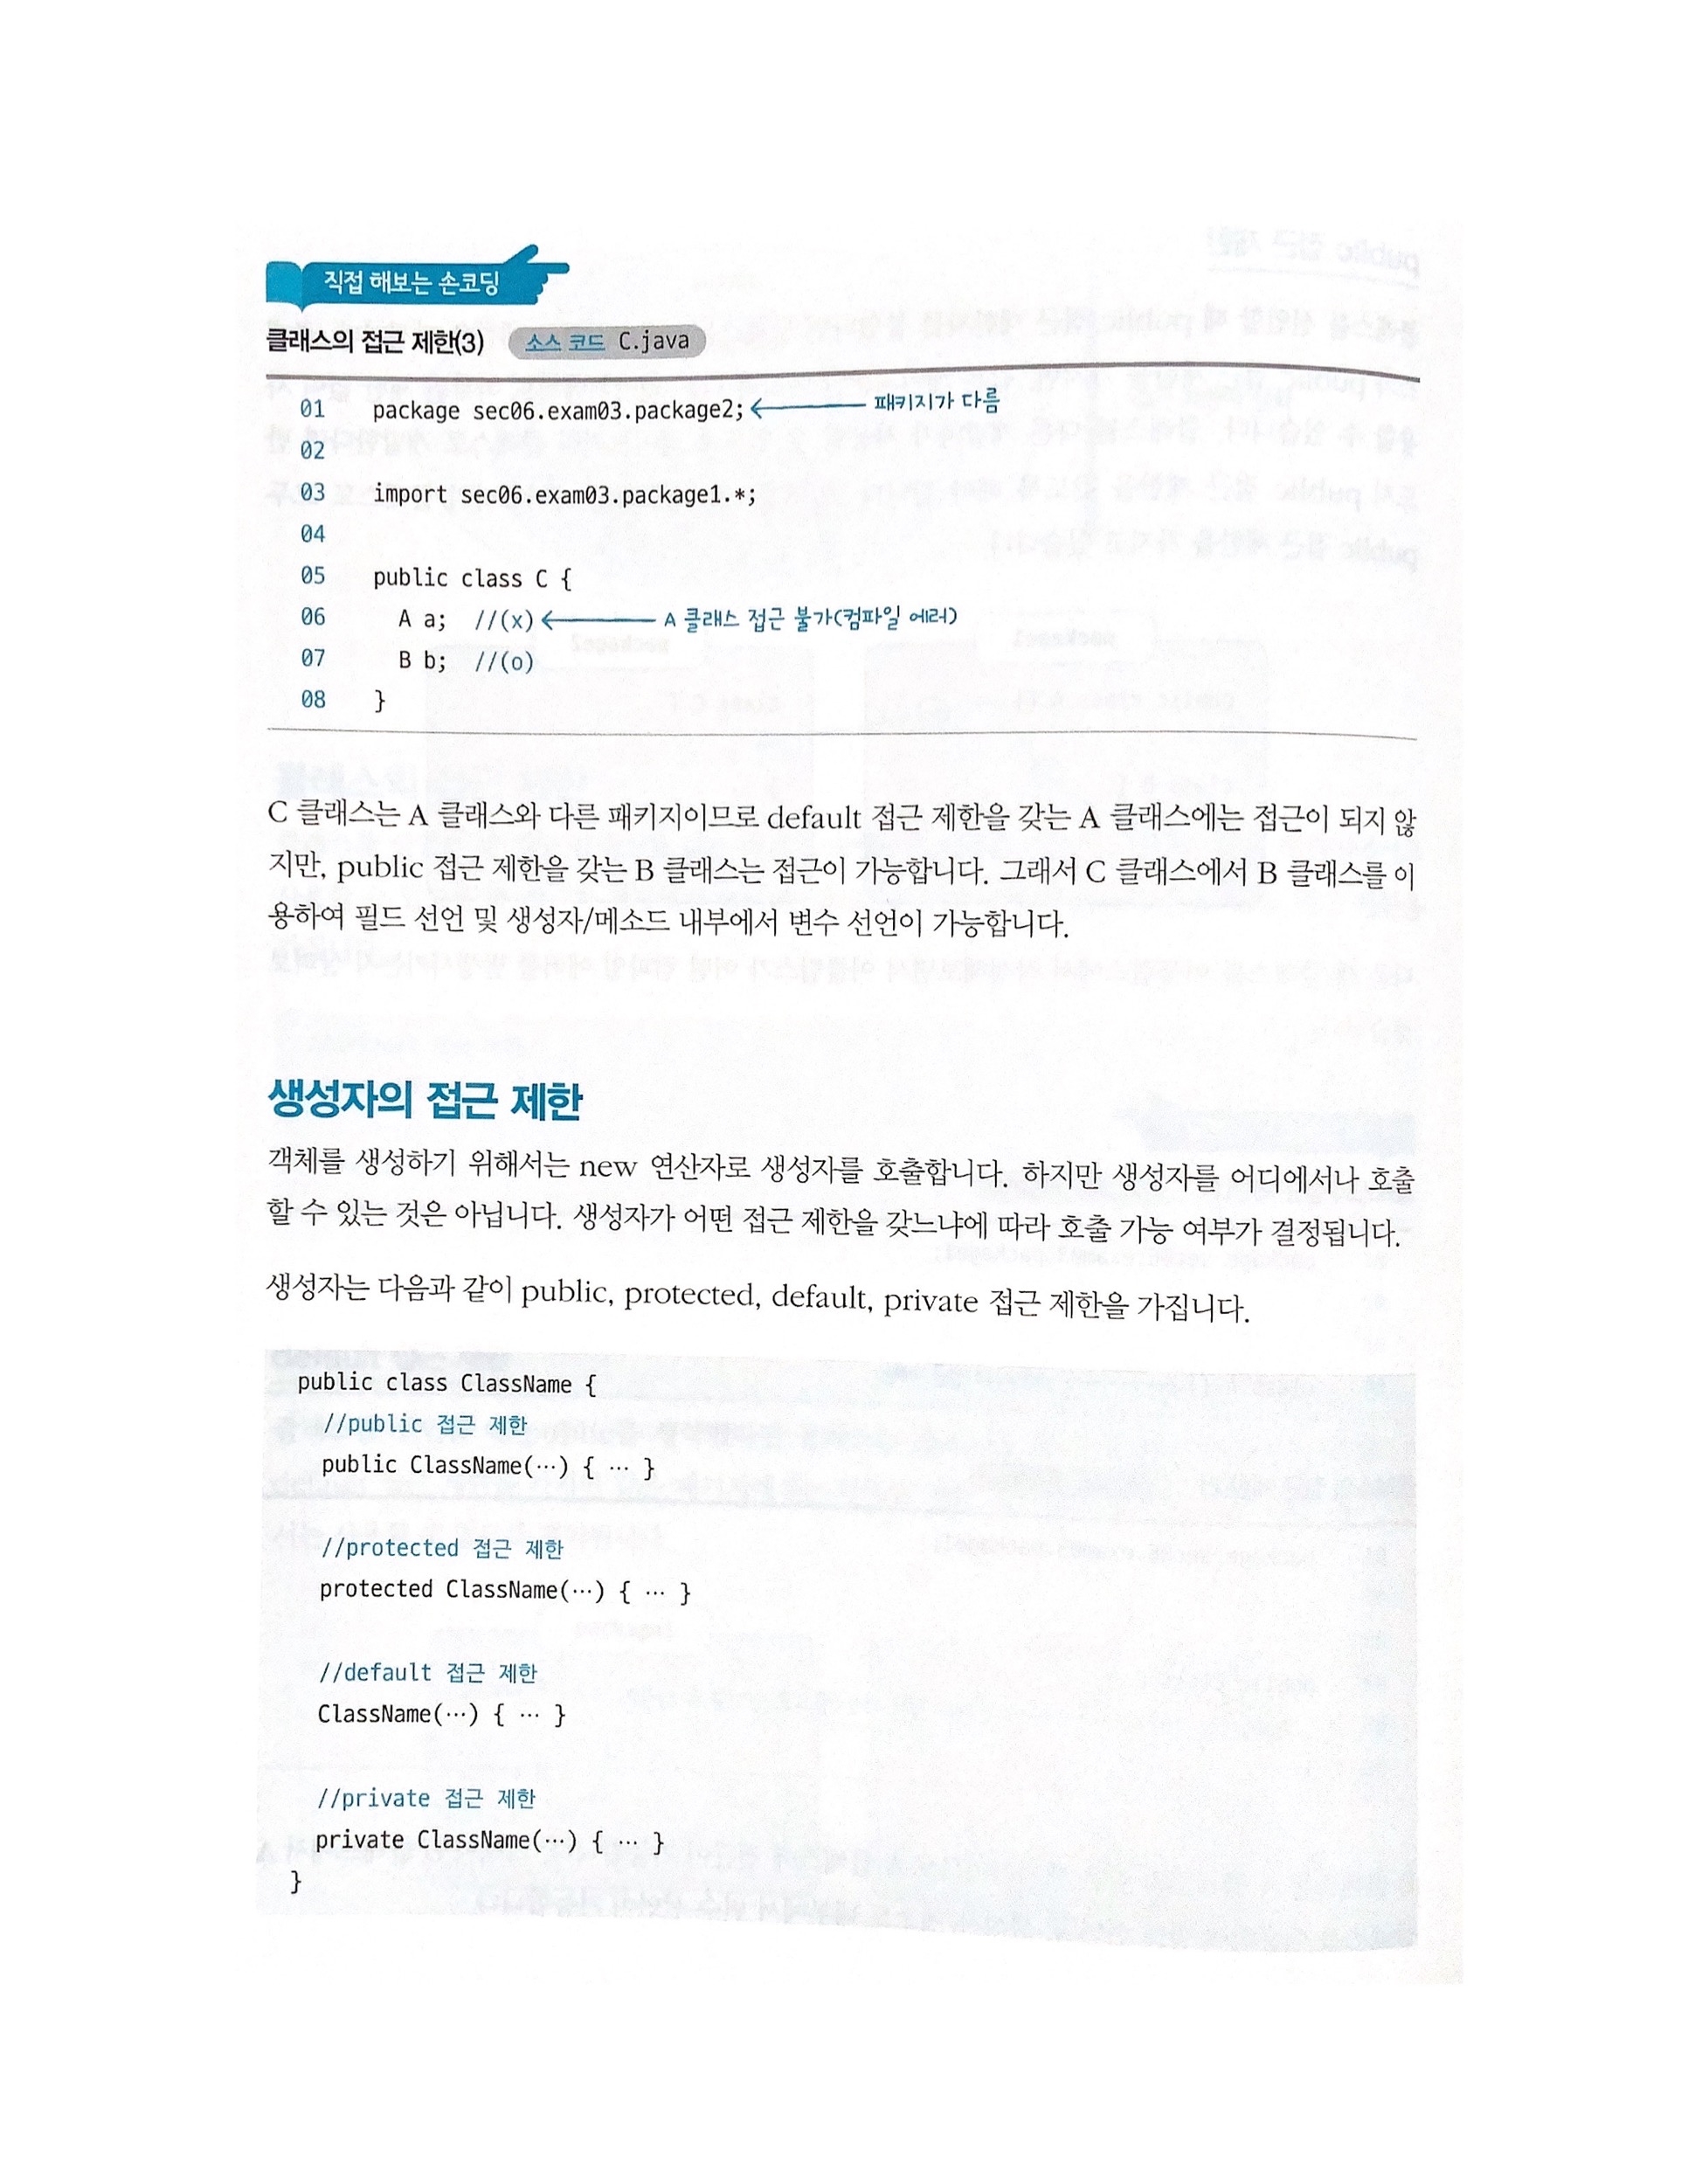 직접 해보는 손코딩
클래스의 접근 제한(3) 소스 코드 C.java
01 package sec06.exam03.package2; 패키지가 다름
02
03 import sec06.exam03.package1.*;
04
05 public class C {
06 A a; //(x) A 클래스 접근 불가(컴파일 에러)
07 B b; //(o)
08 }
C 클래스는 A 클래스와 다른 패키지이므로 default 접근 제한을 갖는 A 클래스에는 접근이 되지 않
지만, public 접근 제한을 갖는 B 클래스는 접근이 가능합니다. 그래서 C 클래스에서 B 클래스를 이
용하여 필드 선언 및 생성자/메소드 내부에서 변수 선언이 가능합니다.
생성자의 접근 제한
객체를 생성하기 위해서는 new 연산자로 생성자를 호출합니다. 하지만 생성자를 어디에서나 호출
할 수 있는 것은 아닙니다. 생성자가 어떤 접근 제한을 갖느냐에 따라 호출 가능 여부가 결정됩니다.
생성자는 다음과 같이 public, protected, default, private 접근 제한을 가집니다.
public class ClassName {
//public 접근 제한
public ClassName(…) { … }
//protected 접근 제한
protected ClassName(…) { … }
//default 접근 제한
ClassName(…) { … }
//private 접근 제한
private ClassName(…) { … }
}